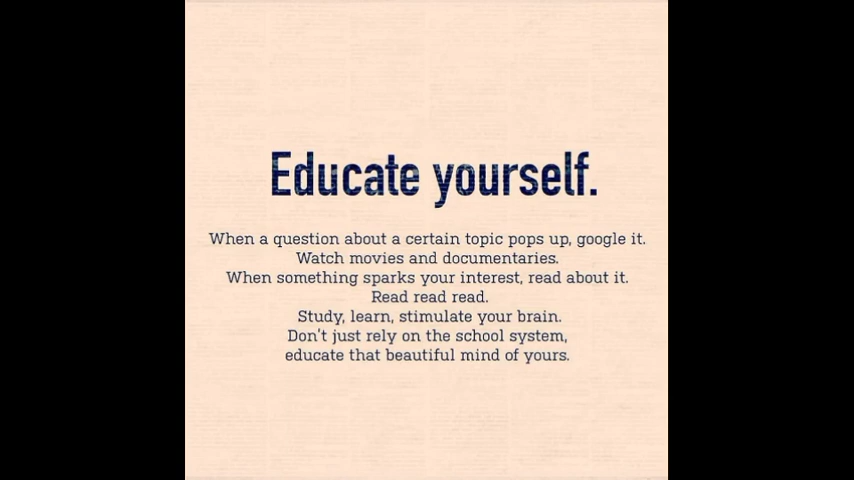 Educate yourself.
When a question about a certain topic pops up, google it.
Watch movies and documentaries.
When something sparks your interest, read about it.
Read read read.
Study, learn, stimulate your brain.
Don't just rely on the school system,
educate that beautiful mind of yours.